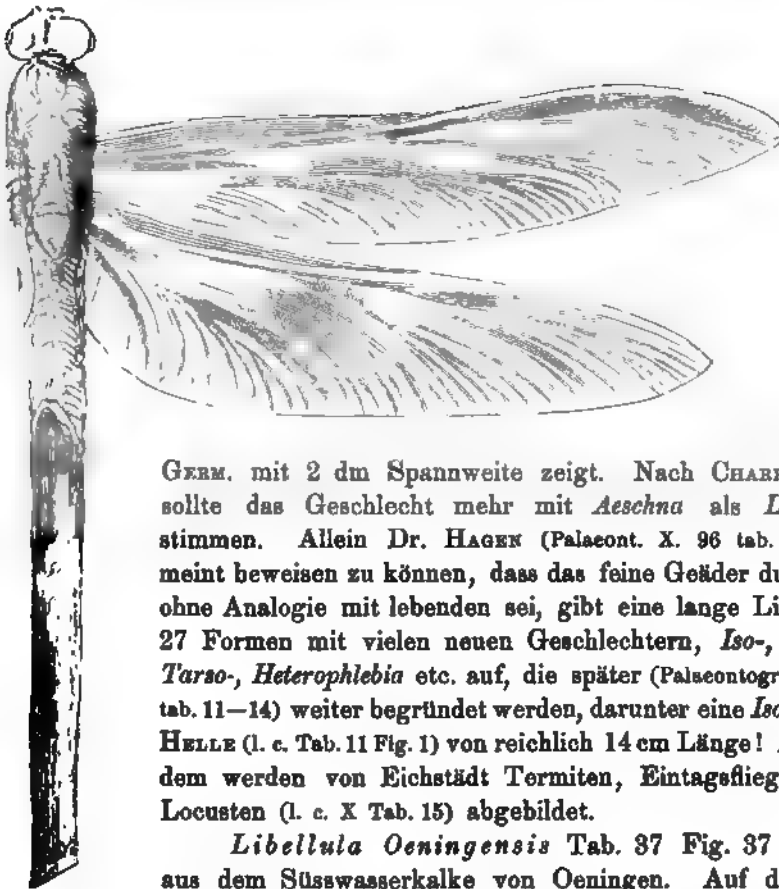 GERM. mit 2 dm Spannweite zeigt. Nach CHAR
sollte das Geschlecht mehr mit Aeschna als L
stimmen. Allein Dr. HAGEN (Palaeont. X. 96 tab.
meint beweisen zu können, dass das feine Geäder du
ohne Analogie mit lebenden sei, gibt eine lange Li
27 Formen mit vielen neuen Geschlechtern, Iso-,
Tarso-, Heterophlebia etc. auf, die später (Palaeontogr
tab. 11—14) weiter begründet werden, darunter eine Iso
HELLE (l. c. Tab. 11 Fig. 1) von reichlich 14 cm Länge!
dem werden von Eichstädt Termiten, Eintagsflieg
Locusten (l. c. X Tab. 15) abgebildet.
Libellula Oeningensis Tab. 37 Fig. 37
aus dem Süsswasserkalke von Oeningen. Auf d